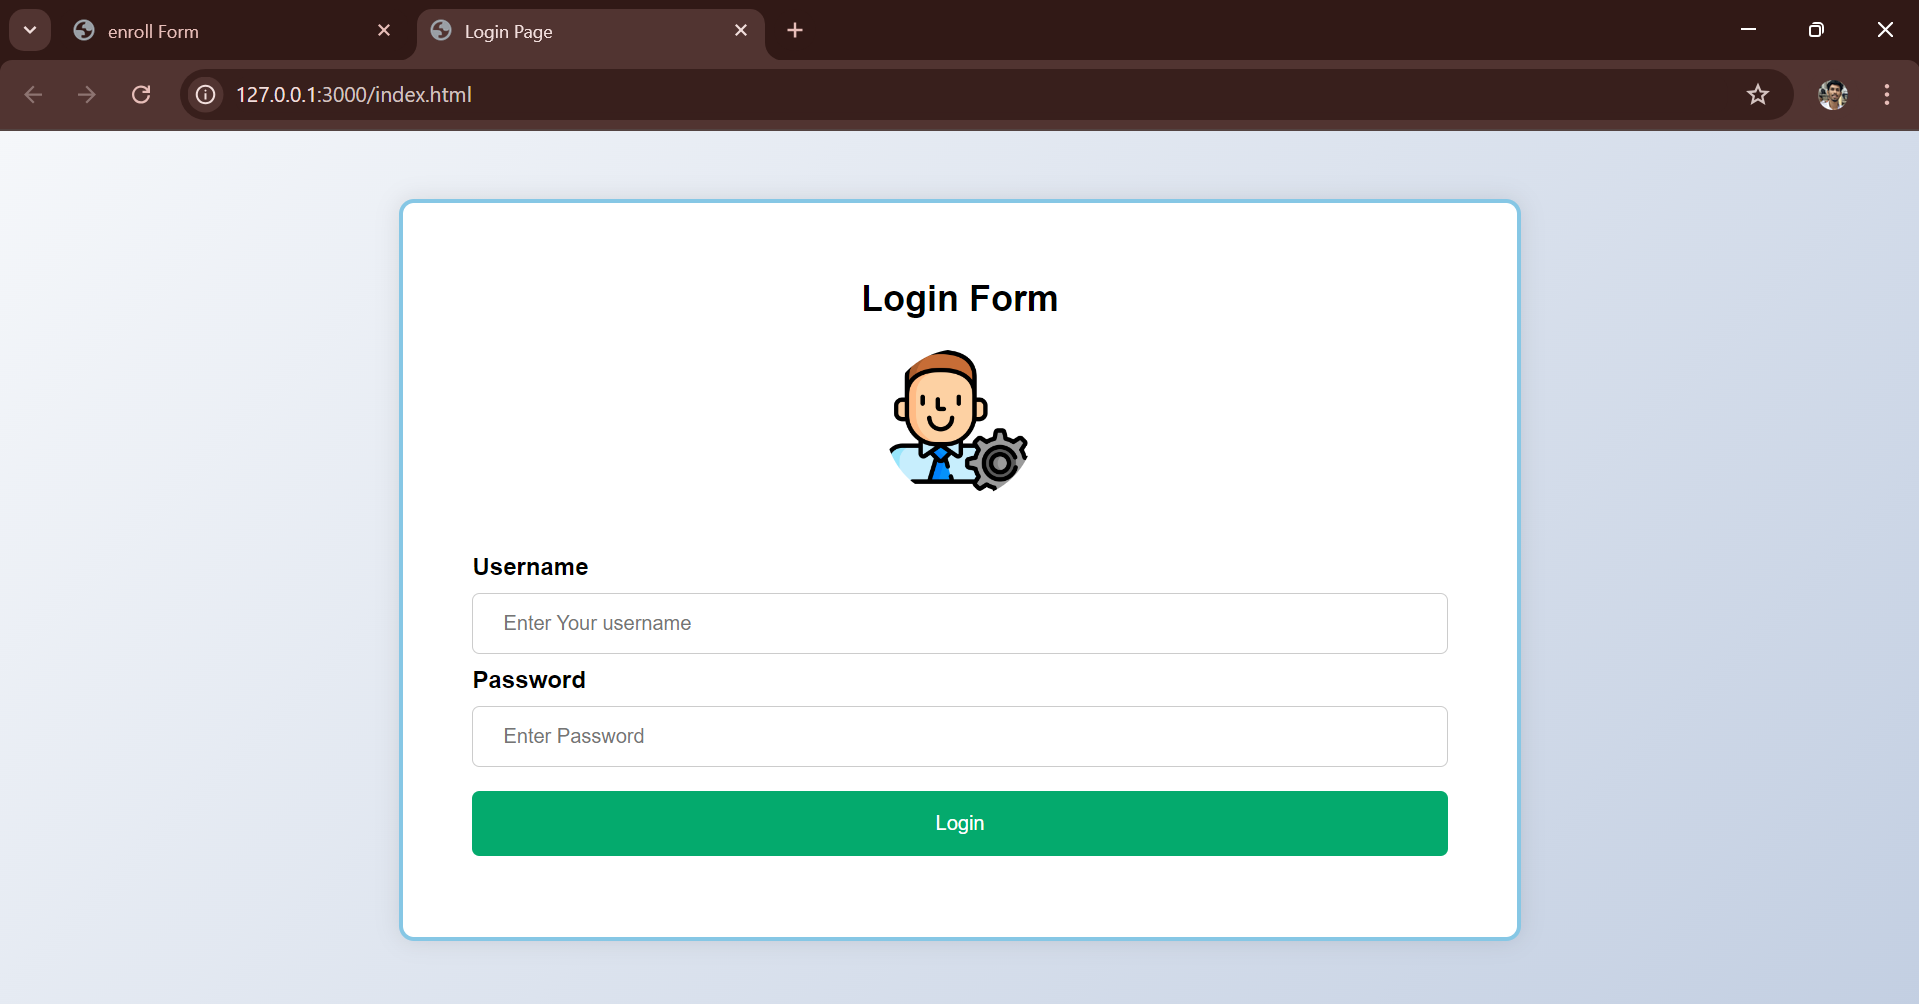 enroll Form
Login Page
127.0.0.1:3000/index.html
Login Form
Username
Enter Your username
Password
Enter Password
Login